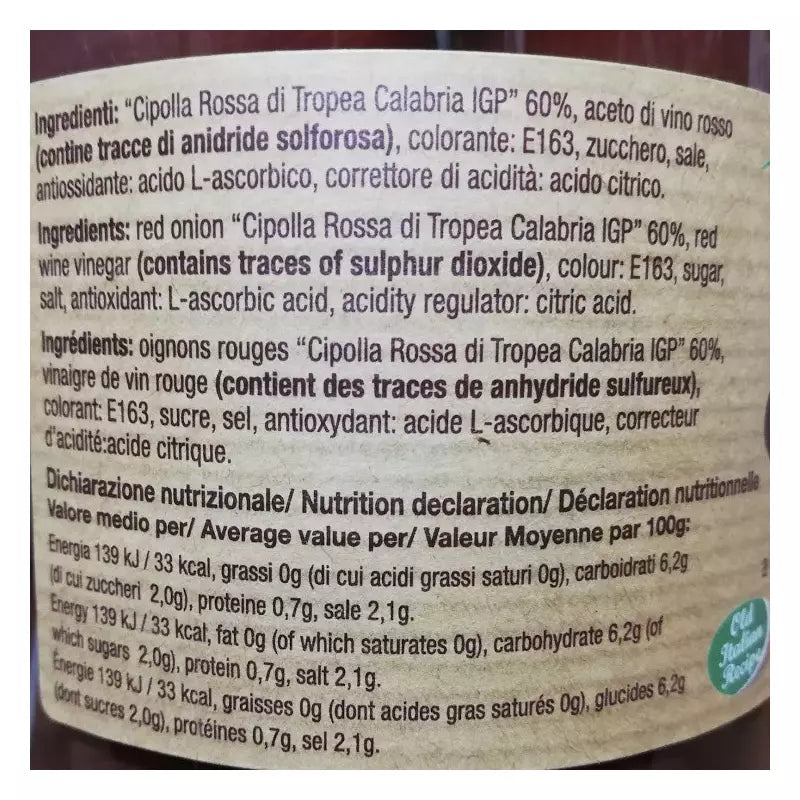 Ingredienti: "Cipolla Rossa di Tropea Calabria IGP" 60%, aceto di vino rosso
(contine tracce di anidride solforosa), colorante: E163, zucchero, sale,
antiossidante: acido L-ascorbico, correttore di acidità: acido citrico.
Ingredients: red onion "Cipolla Rossa di Tropea Calabria IGP" 60%, red
wine vinegar (contains traces of sulphur dioxide), colour: E163, sugar,
salt, antioxidant: L-ascorbic acid, acidity regulator: citric acid.
Ingrédients: oignons rouges "Cipolla Rossa di Tropea Calabria IGP" 60%,
vinaigre de vin rouge (contient des traces de anhydride sulfureux),
colorant: E163, sucre, sel, antioxydant: acide L-ascorbique, correcteur
d'acidité:acide citrique.
Dichiarazione nutrizionale/ Nutrition declaration/ Déclaration nutritionnelle
Valore medio per/ Average value per/ Valeur Moyenne par 100g:
Energia 139 kJ / 33 kcal, grassi 0g (di cui acidi grassi saturi 0g), carboidrati 6,2g
(di cui zuccheri 2,0g), proteine 0,7g, sale 2,1g.
Energy 139 kJ / 33 kcal, fat 0g (of which saturates 0g), carbohydrate 6,2g (of
which sugars 2,0g), protein 0,7g, salt 2,1g.
Energie 139 kJ / 33 kcal, graisses 0g (dont acides gras saturés 0g), glucides 6,2g
(dont sucres 2,0g), protéines 0,7g, sel 2,1g.
Old
Italian
Recipe